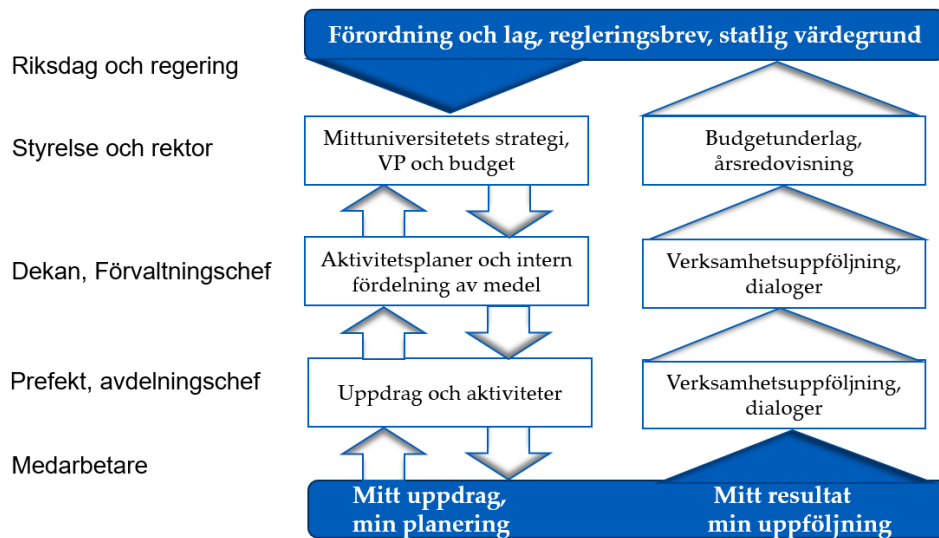 Förordning och lag, regleringsbrev, statlig värdegrund
Riksdag och regering
Styrelse och rektor
Mittuniversitetets strategi,
VP och budget
Budgetunderlag,
årsredovisning
Dekan, Förvaltningschef
Aktivitetsplaner och intern
fördelning av medel
Verksamhetsuppföljning,
dialoger
Prefekt, avdelningschef
Uppdrag och aktiviteter
Verksamhetsuppföljning,
dialoger
Medarbetare
Mitt uppdrag,
min planering
Mitt resultat
min uppföljning